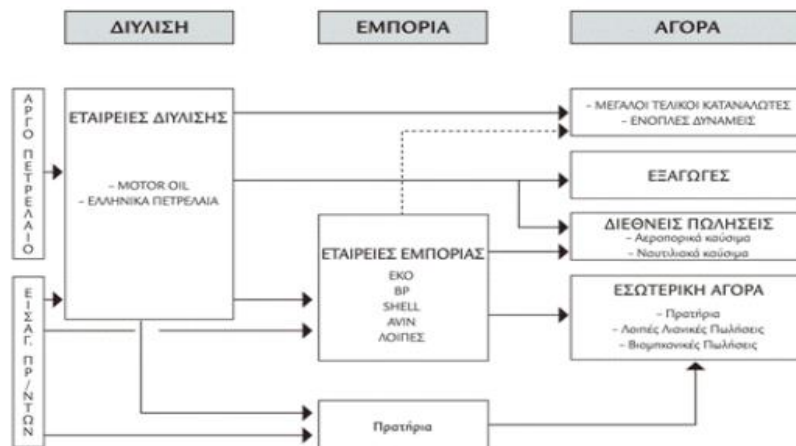 ΔΙΥΛΙΣΗ
ΕΜΠΟΡΙΑ
ΑΓΟΡΑ
ΑΡΓΟ ΠΕΤΡΕΛΑΙΟ
ΕΙΣΑΓ. ΠΡ/ΝΤΩΝ
ΕΤΑΙΡΕΙΕΣ ΔΙΥΛΙΣΗΣ
– MOTOR OIL
– ΕΛΛΗΝΙΚΑ ΠΕΤΡΕΛΑΙΑ
ΕΤΑΙΡΕΙΕΣ ΕΜΠΟΡΙΑΣ
ΕΚΟ
BP
SHELL
AVIN
ΛΟΙΠΕΣ
Πρατήρια
– ΜΕΓΑΛΟΙ ΤΕΛΙΚΟΙ ΚΑΤΑΝΑΛΩΤΕΣ
– ΕΝΟΠΛΕΣ ΔΥΝΑΜΕΙΣ
ΕΞΑΓΩΓΕΣ
ΔΙΕΘΝΕΙΣ ΠΩΛΗΣΕΙΣ
– Αεροπορικά καύσιμα
– Ναυτιλιακά καύσιμα
ΕΣΩΤΕΡΙΚΗ ΑΓΟΡΑ
– Πρατήρια
– Λοιπές Λιανικές Πωλήσεις
– Βιομηχανικές Πωλήσεις